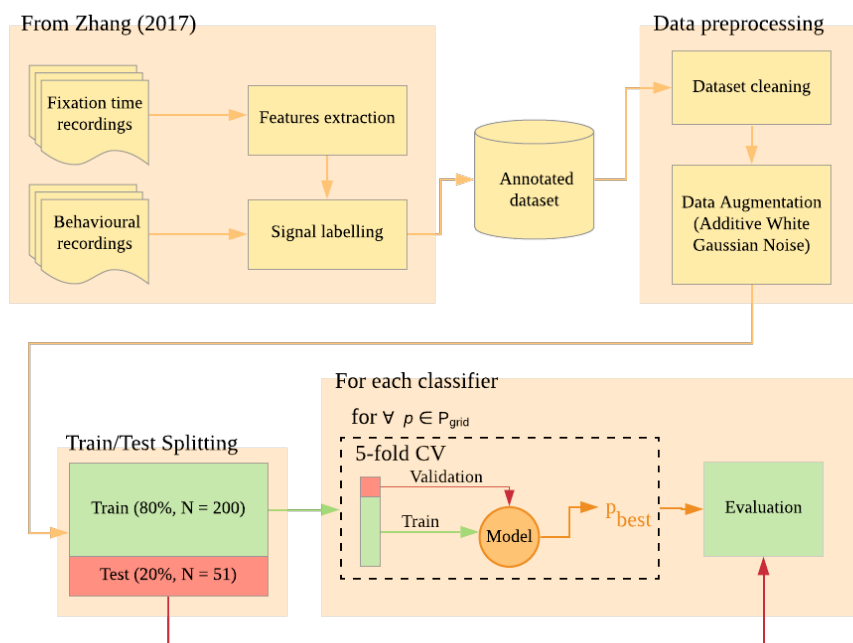 From Zhang (2017)
Fixation time
recordings
Features extraction
Behavioural
recordings
Signal labelling
Annotated
dataset
Data preprocessing
Dataset cleaning
Data Augmentation
(Additive White
Gaussian Noise)
Train/Test Splitting
Train (80%, N = 200)
Test (20%, N = 51)
For each classifier
for ∀ p ∈ Pgrid
5-fold CV
Validation
Train
Model
pbest
Evaluation